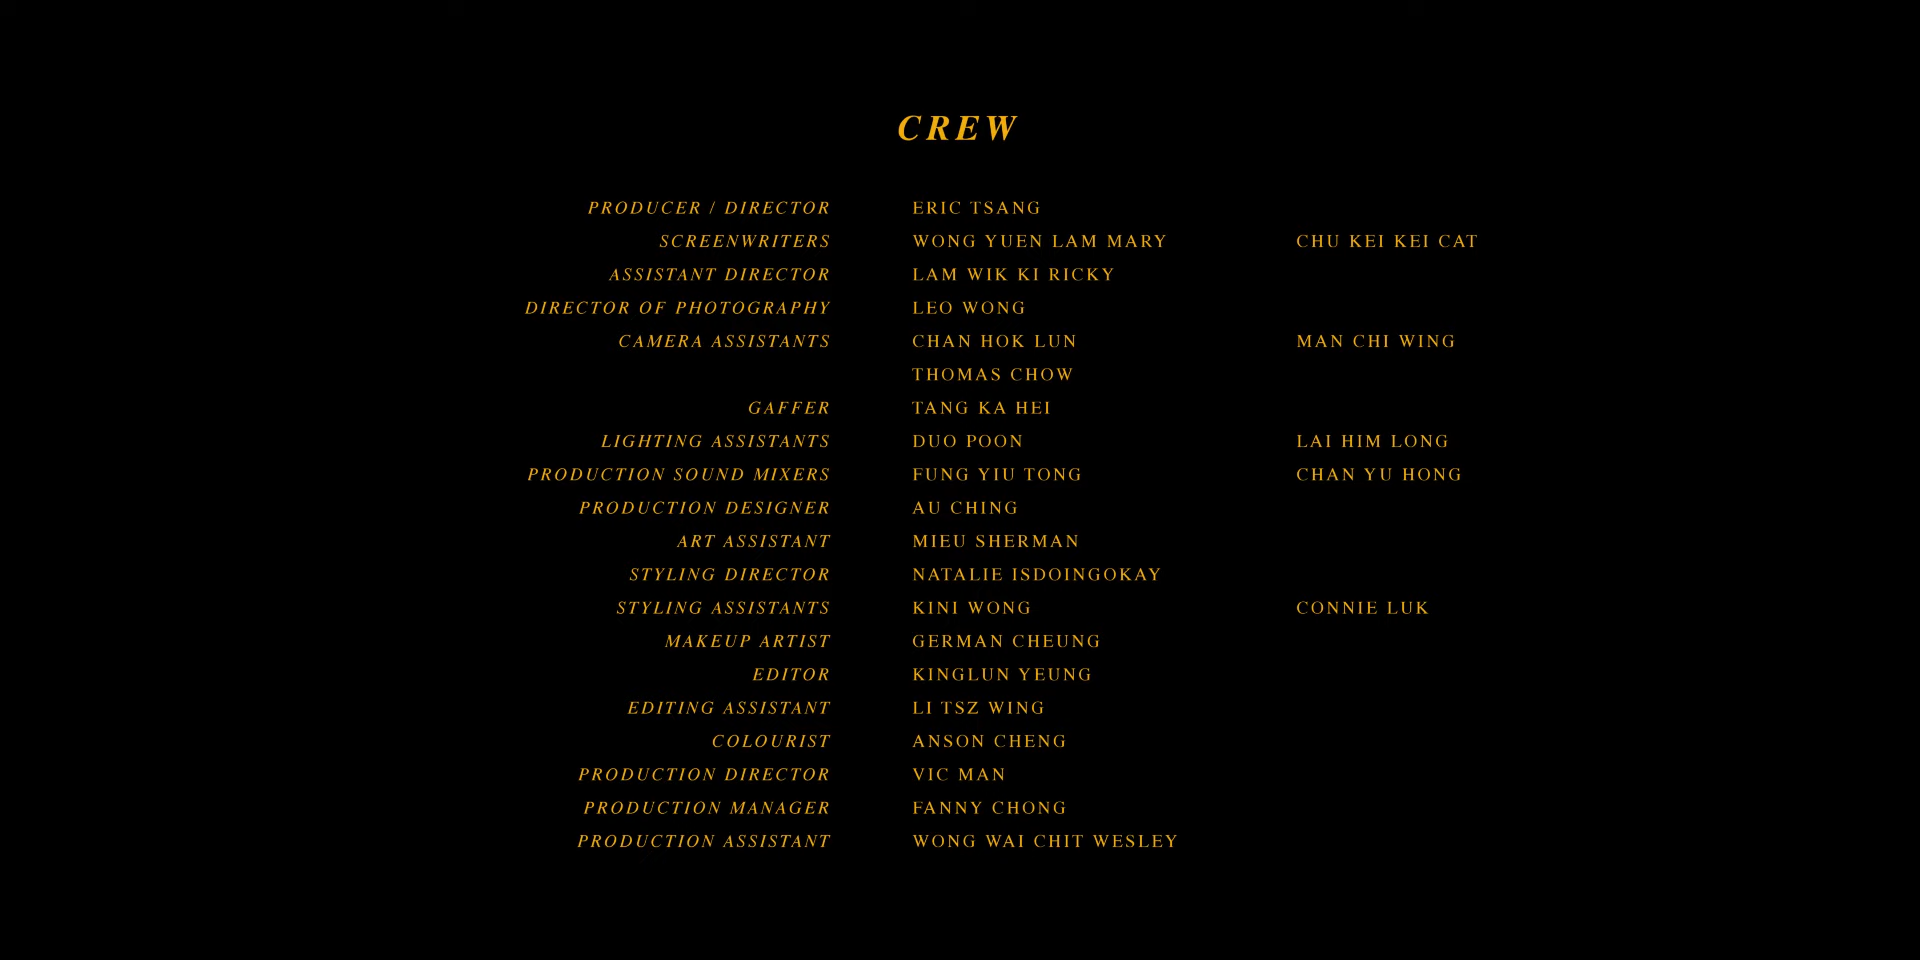 CREW
PRODUCER / DIRECTOR ERIC TSANG
SCREENWRITERS WONG YUEN LAM MARY CHU KEI KEI CAT
ASSISTANT DIRECTOR LAM WIK KI RICKY
DIRECTOR OF PHOTOGRAPHY LEO WONG
CAMERA ASSISTANTS CHAN HOK LUN MAN CHI WING
THOMAS CHOW
GAFFER TANG KA HEI
LIGHTING ASSISTANTS DUO POON LAI HIM LONG
PRODUCTION SOUND MIXERS FUNG YIU TONG CHAN YU HONG
PRODUCTION DESIGNER AU CHING
ART ASSISTANT MIEU SHERMAN
STYLING DIRECTOR NATALIE ISDOINGOKAY
STYLING ASSISTANTS KINI WONG CONNIE LUK
MAKEUP ARTIST GERMAN CHEUNG
EDITOR KINGLUN YEUNG
EDITING ASSISTANT LI TSZ WING
COLOURIST ANSON CHENG
PRODUCTION DIRECTOR VIC MAN
PRODUCTION MANAGER FANNY CHONG
PRODUCTION ASSISTANT WONG WAI CHIT WESLEY